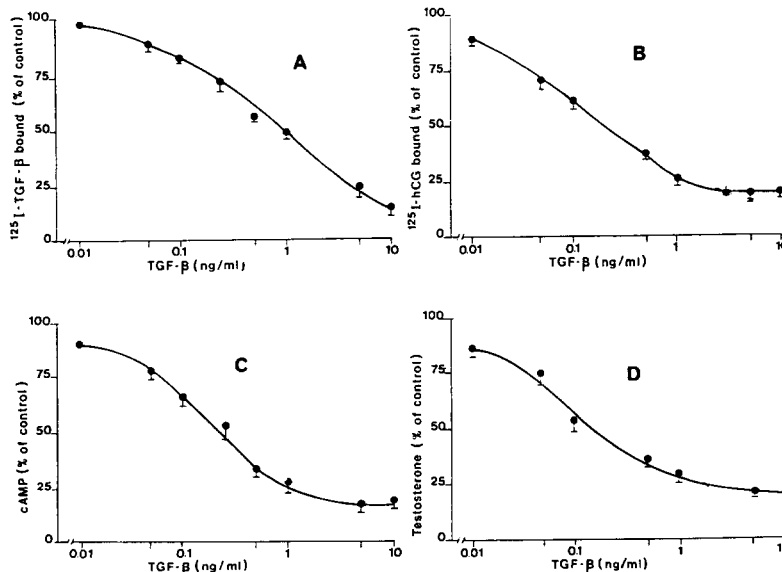 A
¹²⁵I-TGF-β bound (% of control)
100
75
50
25
0
0.01 0.1 1 10
TGF-β (ng/ml)
B
¹²⁵I-hCG bound (% of control)
100
75
50
25
0
0.01 0.1 1 10
TGF-β (ng/ml)
C
cAMP (% of control)
100
75
50
25
0
0.01 0.1 1 10
TGF-β (ng/ml)
D
Testosterone (% of control)
100
75
50
25
0
0.01 0.1 1 1
TGF-β (ng/ml)